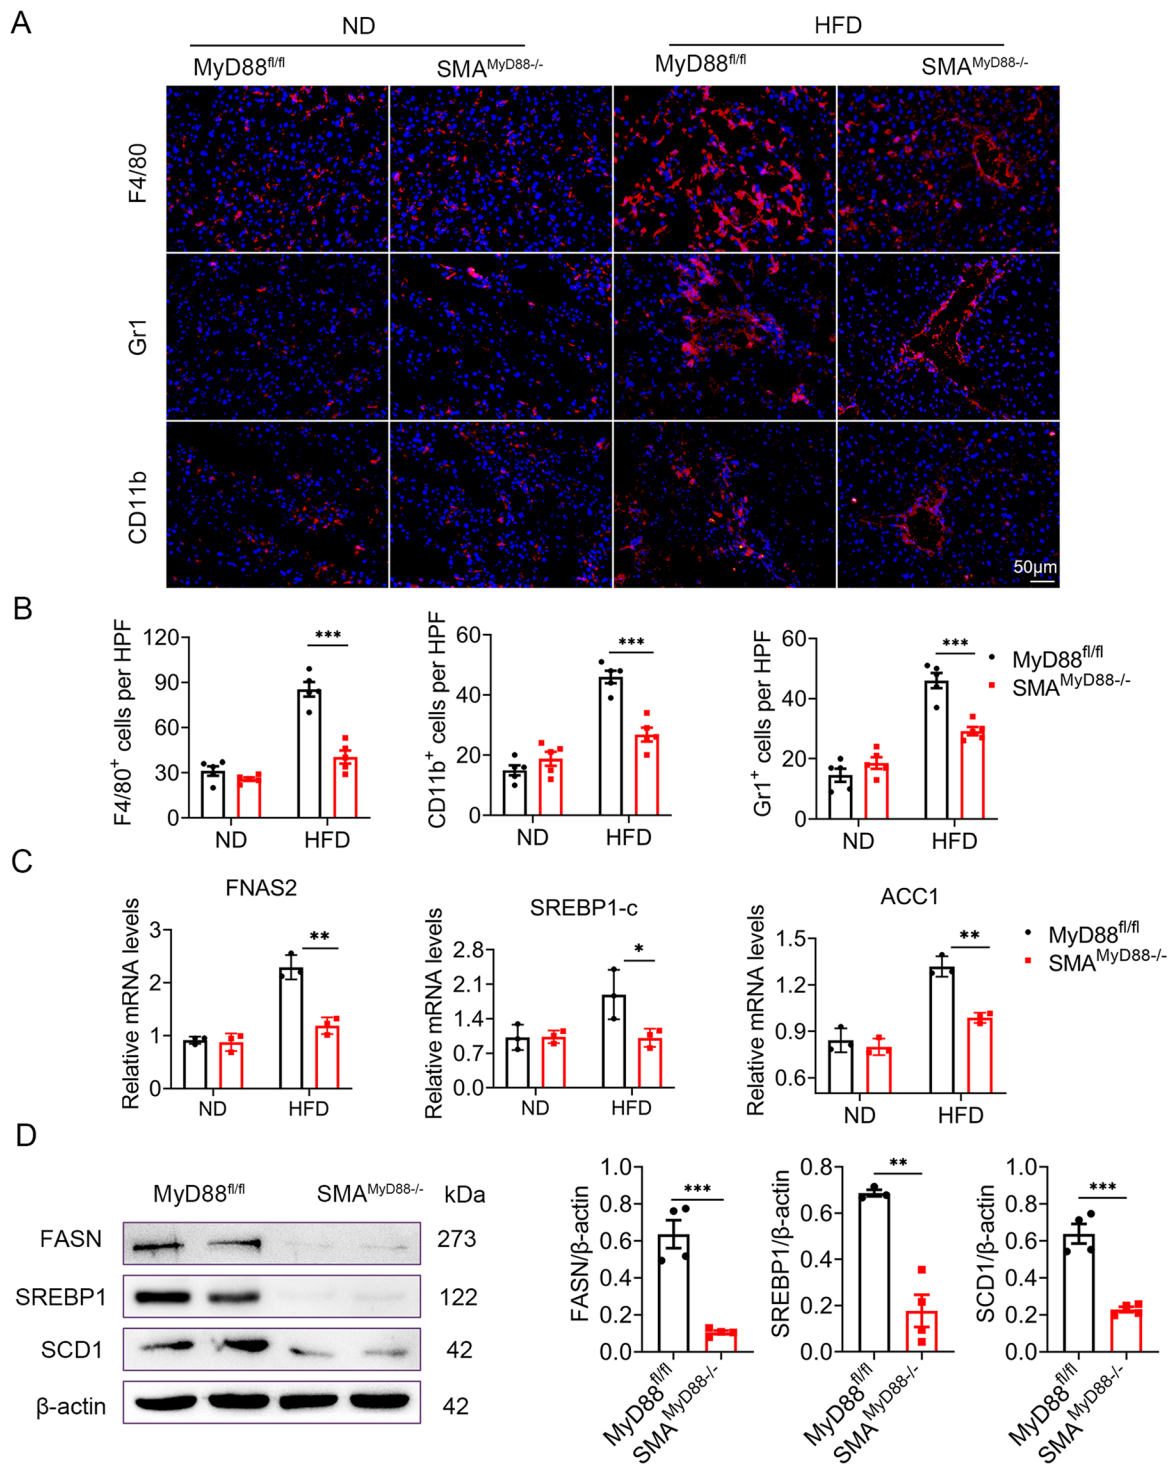 A
ND
HFD
MyD88fl/fl
SMAMyD88-/-
MyD88fl/fl
SMAMyD88-/-
F4/80
Gr1
CD11b
50μm
B
F4/80+ cells per HPF
120
90
60
30
0
***
ND
HFD
CD11b+ cells per HPF
60
40
20
0
***
ND
HFD
Gr1+ cells per HPF
60
40
20
0
***
ND
HFD
MyD88fl/fl
SMAMyD88-/-
C
FNAS2
Relative mRNA levels
3
2
1
0
**
ND
HFD
SREBP1-c
Relative mRNA levels
2.8
2.1
1.4
0.7
0.0
*
ND
HFD
ACC1
Relative mRNA levels
1.5
1.2
0.9
0.6
**
ND
HFD
MyD88fl/fl
SMAMyD88-/-
D
MyD88fl/fl
SMAMyD88-/-
kDa
FASN
273
SREBP1
122
SCD1
42
β-actin
42
FASN/β-actin
1.0
0.8
0.6
0.4
0.2
0.0
***
MyD88fl/fl
SMAMyD88-/-
SREBP1/β-actin
0.8
0.6
0.4
0.2
0.0
**
MyD88fl/fl
SMAMyD88-/-
SCD1/β-actin
1.0
0.8
0.6
0.4
0.2
0.0
***
MyD88fl/fl
SMAMyD88-/-